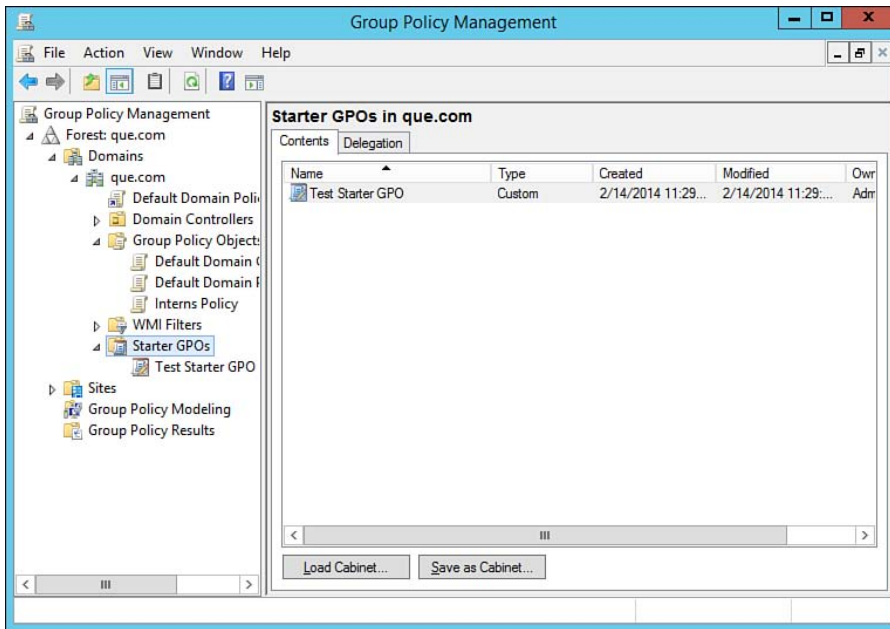 Group Policy Management
File Action View Window Help
Group Policy Management
Forest: que.com
Domains
que.com
Default Domain Poli
Domain Controllers
Group Policy Object
Default Domain
Default Domain
Interns Policy
WMI Filters
Starter GPOs
Test Starter GPO
Sites
Group Policy Modeling
Group Policy Results
Starter GPOs in que.com
Contents Delegation
Name Type Created Modified Owr
Test Starter GPO Custom 2/14/2014 11:29... 2/14/2014 11:29:... Adm
Load Cabinet... Save as Cabinet...